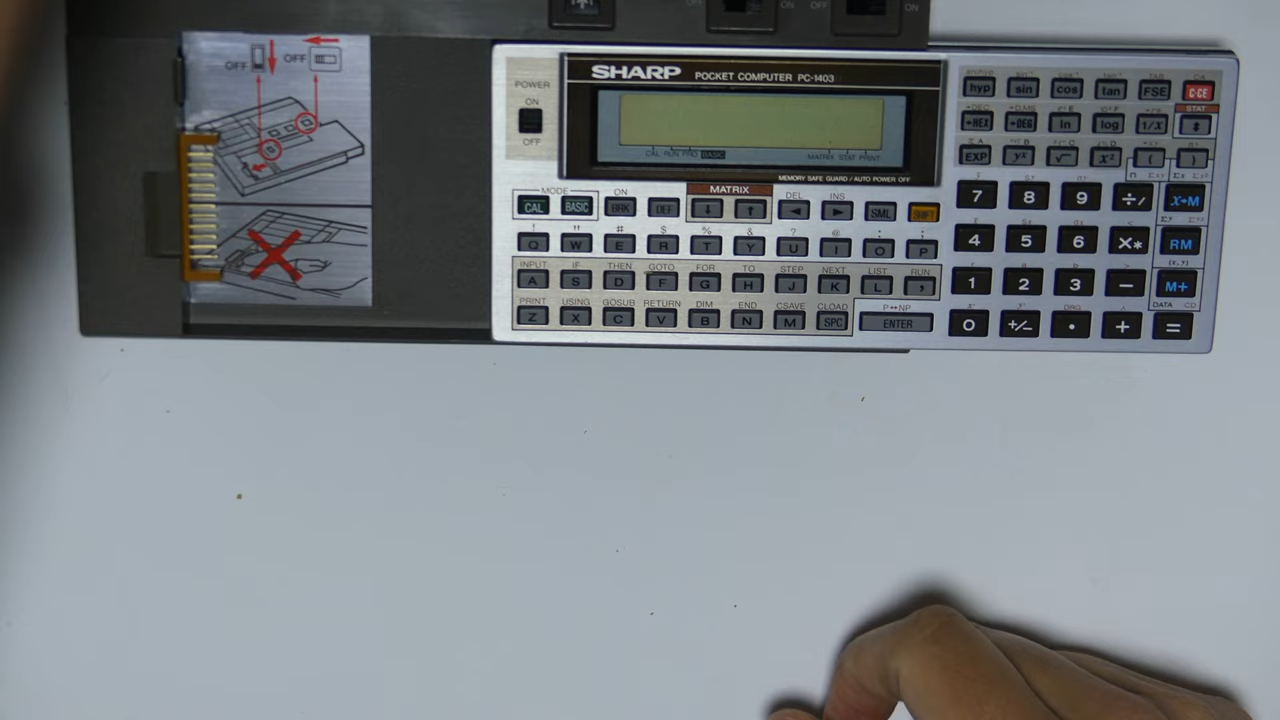 ON OFF ON
OFF OFF
SHARP POCKET COMPUTER PC-1403
POWER
ON
OFF
CAL RUN PRO BASIC MATRIX STAT PRINT
MEMORY SAFE GUARD / AUTO POWER OFF
hyp sin cos tan FSE C·CE
→HEX →DEG ln log 1/X
STAT
EXP yˣ √ x² ( )
MODE ON MATRIX DEL INS
CAL BASIC BRK DEF ↓ ↑ ◄ ► SML SHIFT
! " # $ % & ? @ : ;
Q W E R T Y U I O P
INPUT IF THEN GOTO FOR TO STEP NEXT LIST RUN
A S D F G H J K L ,
PRINT USING GOSUB RETURN DIM END CSAVE CLOAD P↔NP
Z X C V B N M SPC ENTER
7 8 9 ÷/ X→M
4 5 6 X* RM
1 2 3 − M+
DATA CD
0 +/− • + =